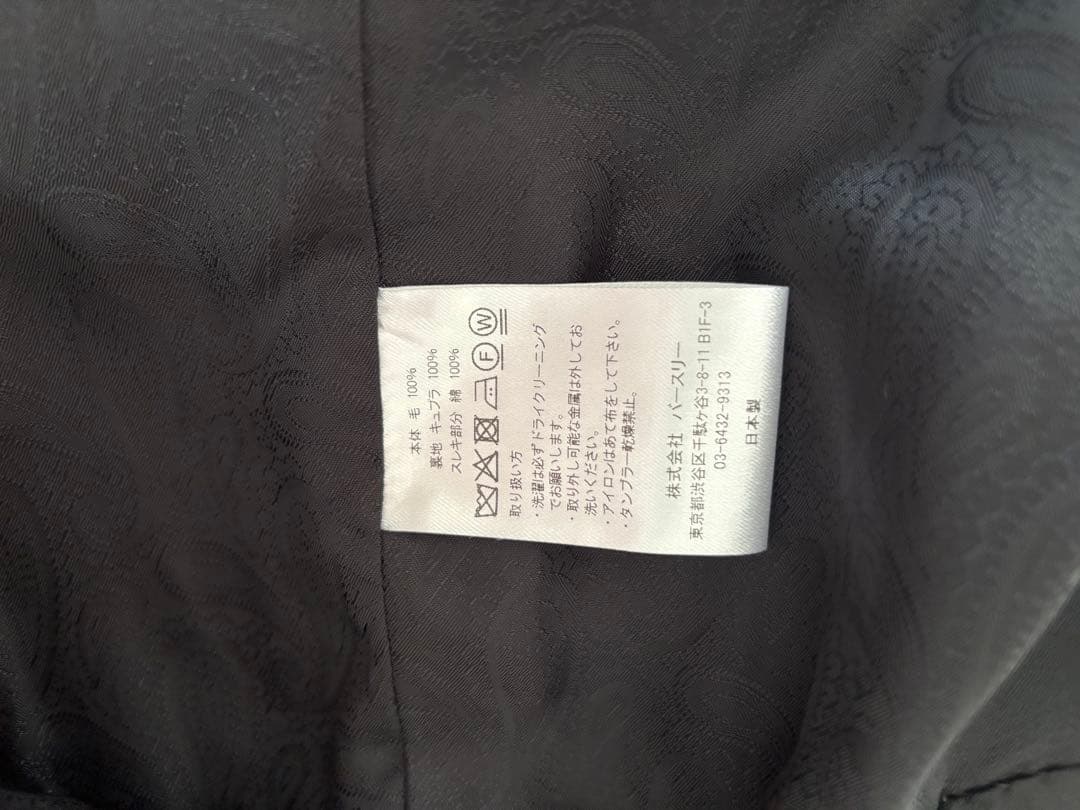 本体 毛 100%
裏地 キュプラ 100%
スレキ部分 綿 100%
F W
取り扱い方
・洗濯は必ずドライクリーニング
でお願いします。
・取り外し可能な金属は外してお
洗いください。
・アイロンはあて布をして下さい。
・タンブラー乾燥禁止。
株式会社 バースリー
東京都渋谷区千駄ヶ谷3-8-11 B1F-3
03-6432-9313
日本製